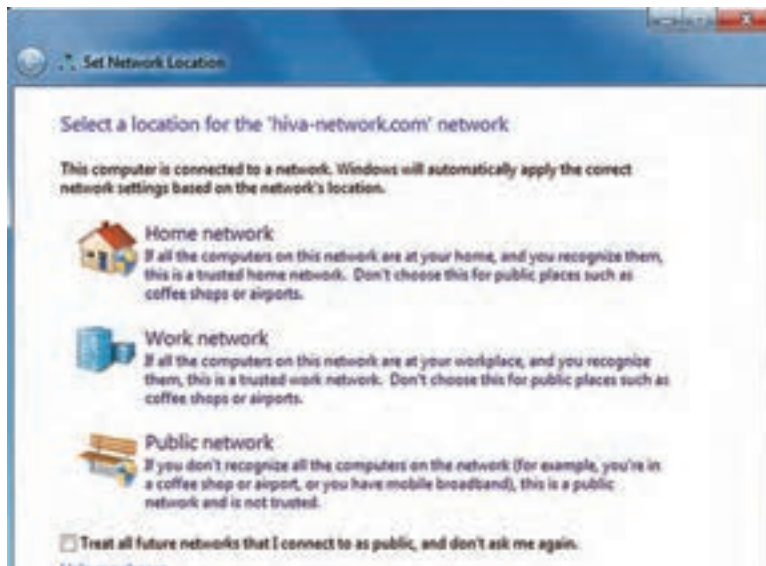 Set Network Location
Select a location for the 'hiva-network.com' network
This computer is connected to a network. Windows will automatically apply the correct
network settings based on the network's location.
Home network
If all the computers on this network are at your home, and you recognize them,
this is a trusted home network. Don't choose this for public places such as
coffee shops or airports.
Work network
If all the computers on this network are at your workplace, and you recognize
them, this is a trusted work network. Don't choose this for public places such as
coffee shops or airports.
Public network
If you don't recognize all the computers on the network (for example, you're in
a coffee shop or airport, or you have mobile broadband), this is a public
network and is not trusted.
Treat all future networks that I connect to as public, and don't ask me again.